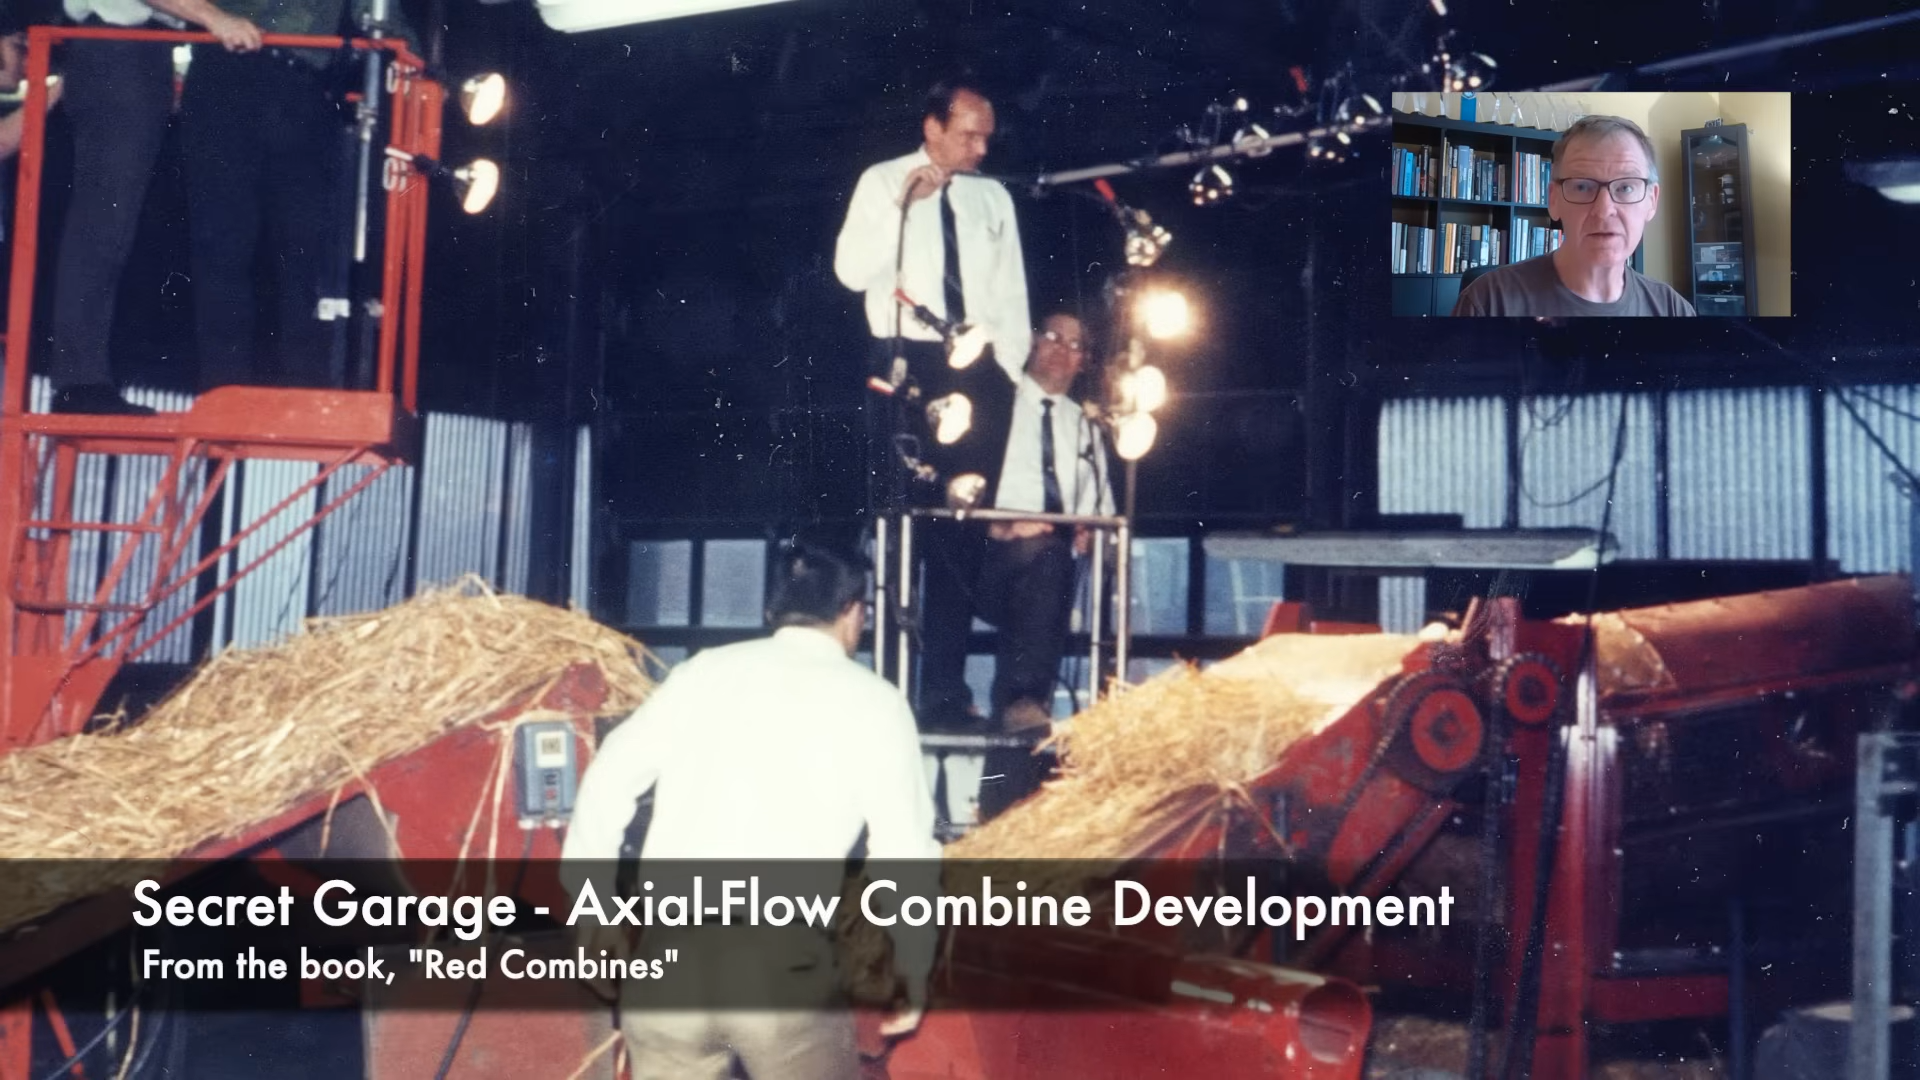 Secret Garage - Axial-Flow Combine Development
From the book, "Red Combines"